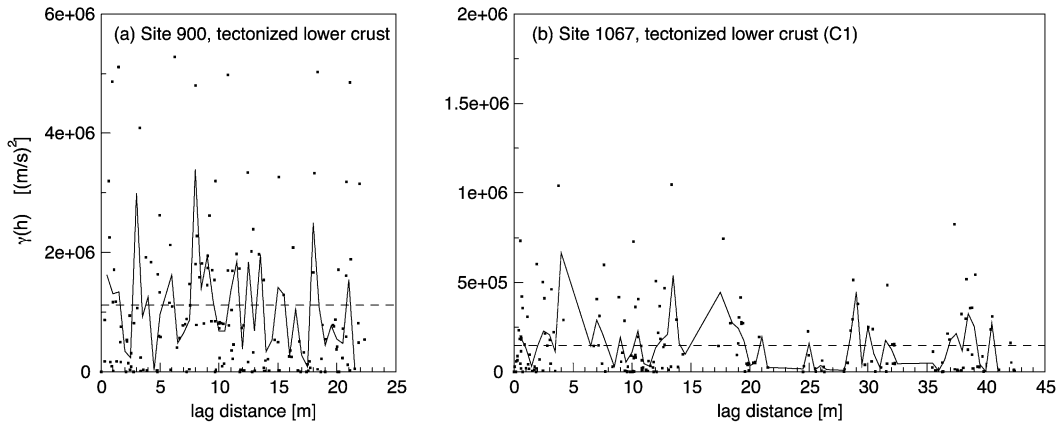 (a) Site 900, tectonized lower crust
6e+06
4e+06
2e+06
0
γ(h) [(m/s)²]
0 5 10 15 20 25
lag distance [m]
(b) Site 1067, tectonized lower crust (C1)
2e+06
1.5e+06
1e+06
5e+05
0
0 5 10 15 20 25 30 35 40 45
lag distance [m]